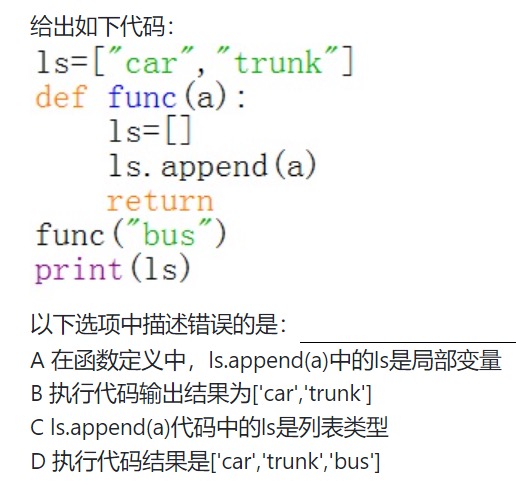 给出如下代码：
ls=["car","trunk"]
def func(a):
    ls=[]
    ls.append(a)
    return
func("bus")
print(ls)
以下选项中描述错误的是：
A 在函数定义中，ls.append(a)中的ls是局部变量
B 执行代码输出结果为['car','trunk']
C ls.append(a)代码中的ls是列表类型
D 执行代码结果是['car','trunk','bus']